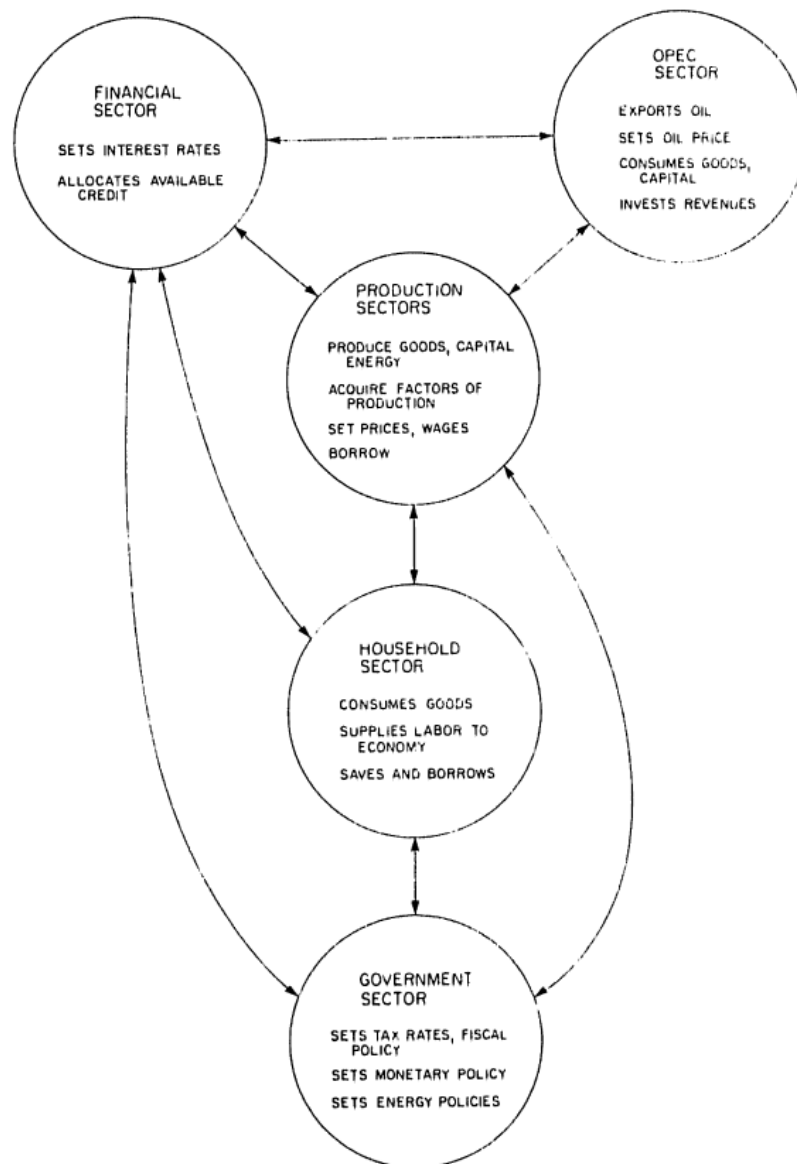 FINANCIAL
SECTOR
SETS INTEREST RATES
ALLOCATES AVAILABLE
CREDIT
OPEC
SECTOR
EXPORTS OIL
SETS OIL PRICE
CONSUMES GOODS,
CAPITAL
INVESTS REVENUES
PRODUCTION
SECTORS
PRODUCE GOODS, CAPITAL
ENERGY
ACQUIRE FACTORS OF
PRODUCTION
SET PRICES, WAGES
BORROW
HOUSEHOLD
SECTOR
CONSUMES GOODS
SUPPLIES LABOR TO
ECONOMY
SAVES AND BORROWS
GOVERNMENT
SECTOR
SETS TAX RATES, FISCAL
POLICY
SETS MONETARY POLICY
SETS ENERGY POLICIES